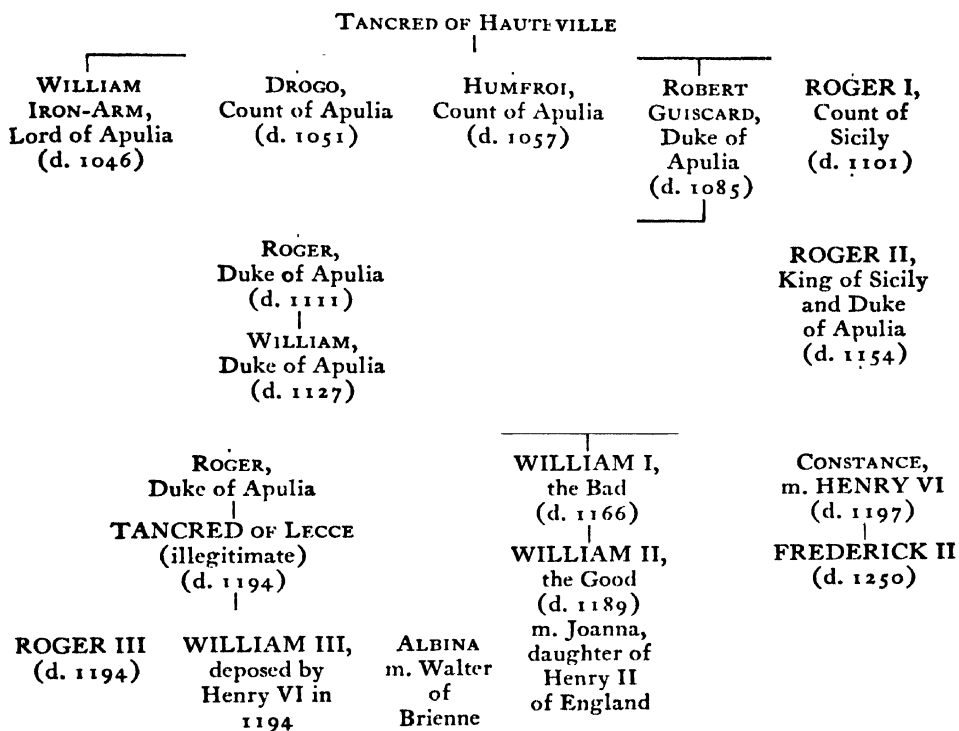 TANCRED OF HAUTEVILLE
WILLIAM
IRON-ARM,
Lord of Apulia
(d. 1046)
DROGO,
Count of Apulia
(d. 1051)
HUMFROI,
Count of Apulia
(d. 1057)
ROBERT
GUISCARD,
Duke of
Apulia
(d. 1085)
ROGER I,
Count of
Sicily
(d. 1101)
ROGER,
Duke of Apulia
(d. 1111)
WILLIAM,
Duke of Apulia
(d. 1127)
ROGER II,
King of Sicily
and Duke
of Apulia
(d. 1154)
ROGER,
Duke of Apulia
TANCRED OF LECCE
(illegitimate)
(d. 1194)
WILLIAM I,
the Bad
(d. 1166)
WILLIAM II,
the Good
(d. 1189)
m. Joanna,
daughter of
Henry II
of England
CONSTANCE,
m. HENRY VI
(d. 1197)
FREDERICK II
(d. 1250)
ROGER III
(d. 1194)
WILLIAM III,
deposed by
Henry VI in
1194
ALBINA
m. Walter
of
Brienne